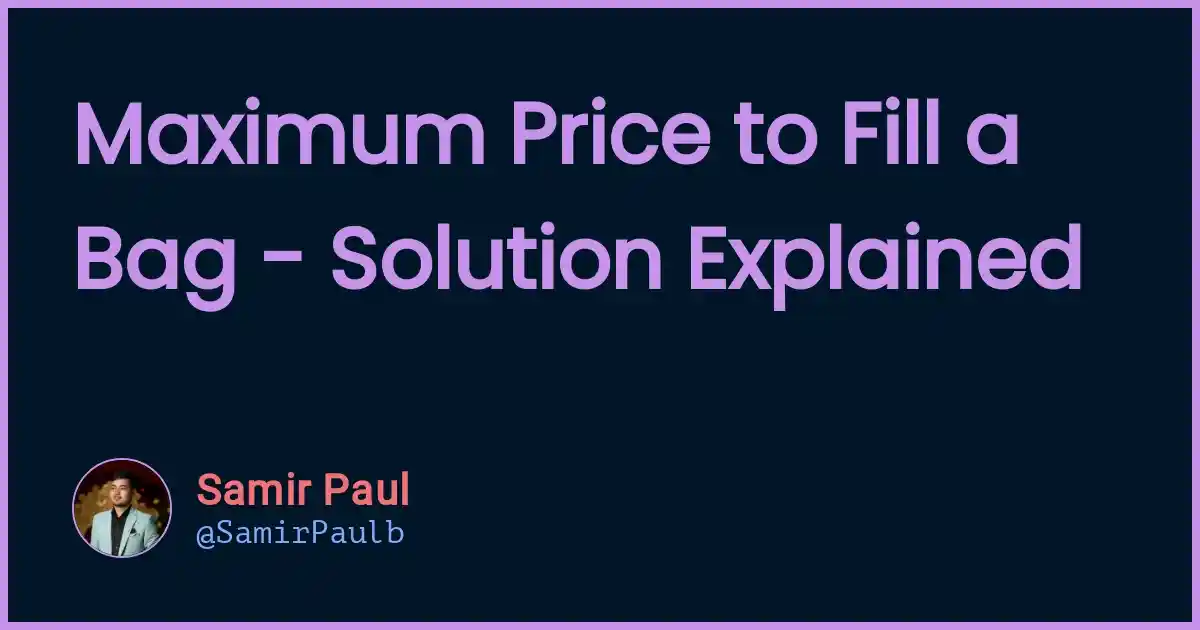 Maximum Price to Fill a
Bag - Solution Explained
Samir Paul
@SamirPaulb